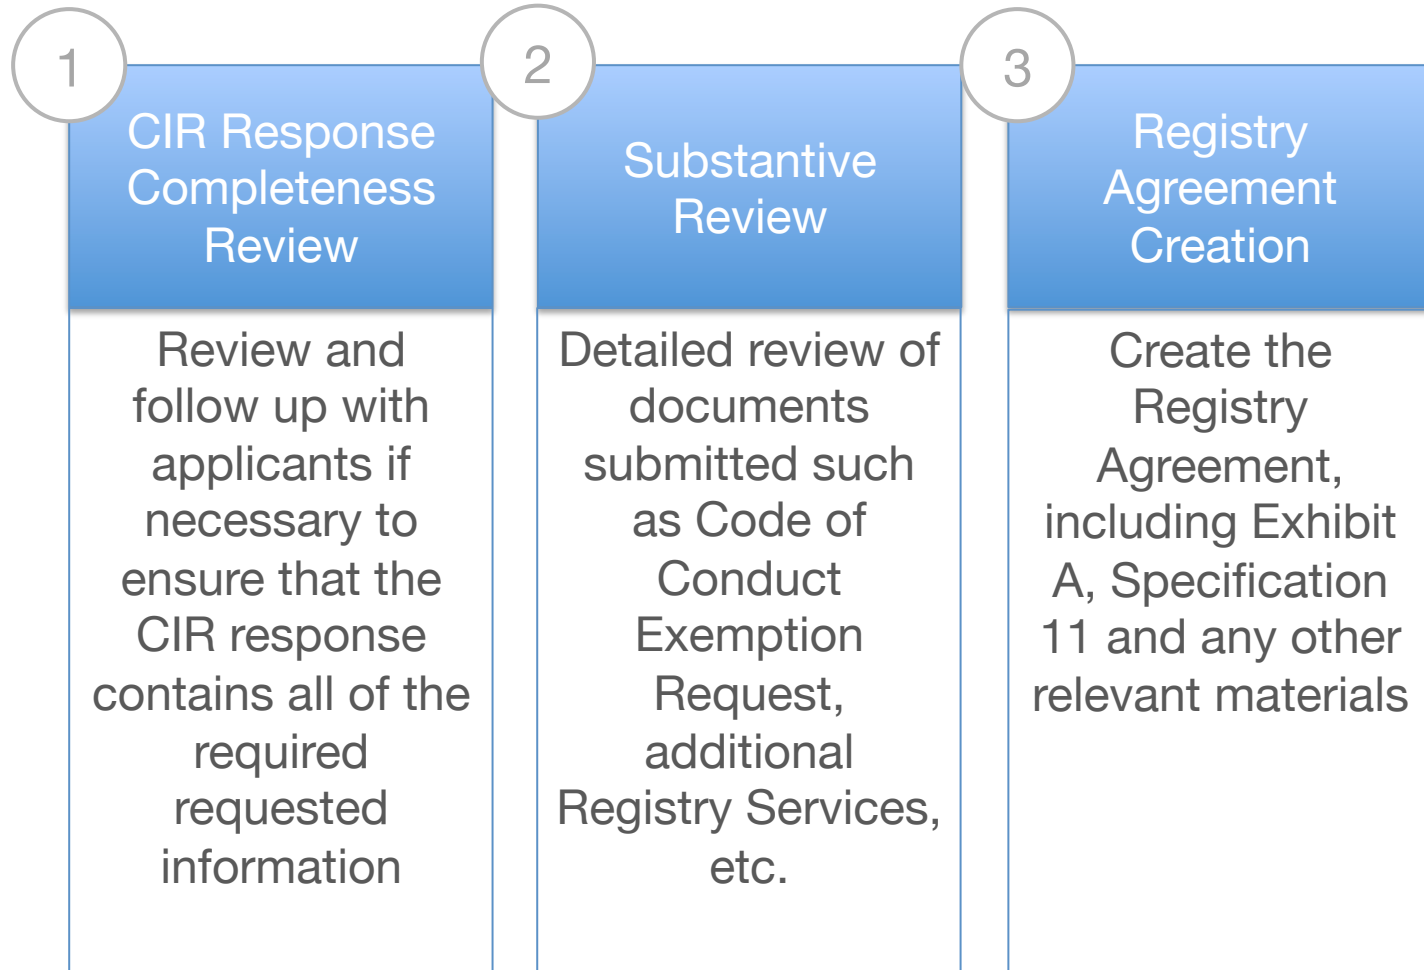 1
CIR Response
Completeness
Review
Review and
follow up with
applicants if
necessary to
ensure that the
CIR response
contains all of the
required
requested
information
2
Substantive
Review
Detailed review of
documents
submitted such
as Code of
Conduct
Exemption
Request,
additional
Registry Services,
etc.
3
Registry
Agreement
Creation
Create the
Registry
Agreement,
including Exhibit
A, Specification
11 and any other
relevant materials